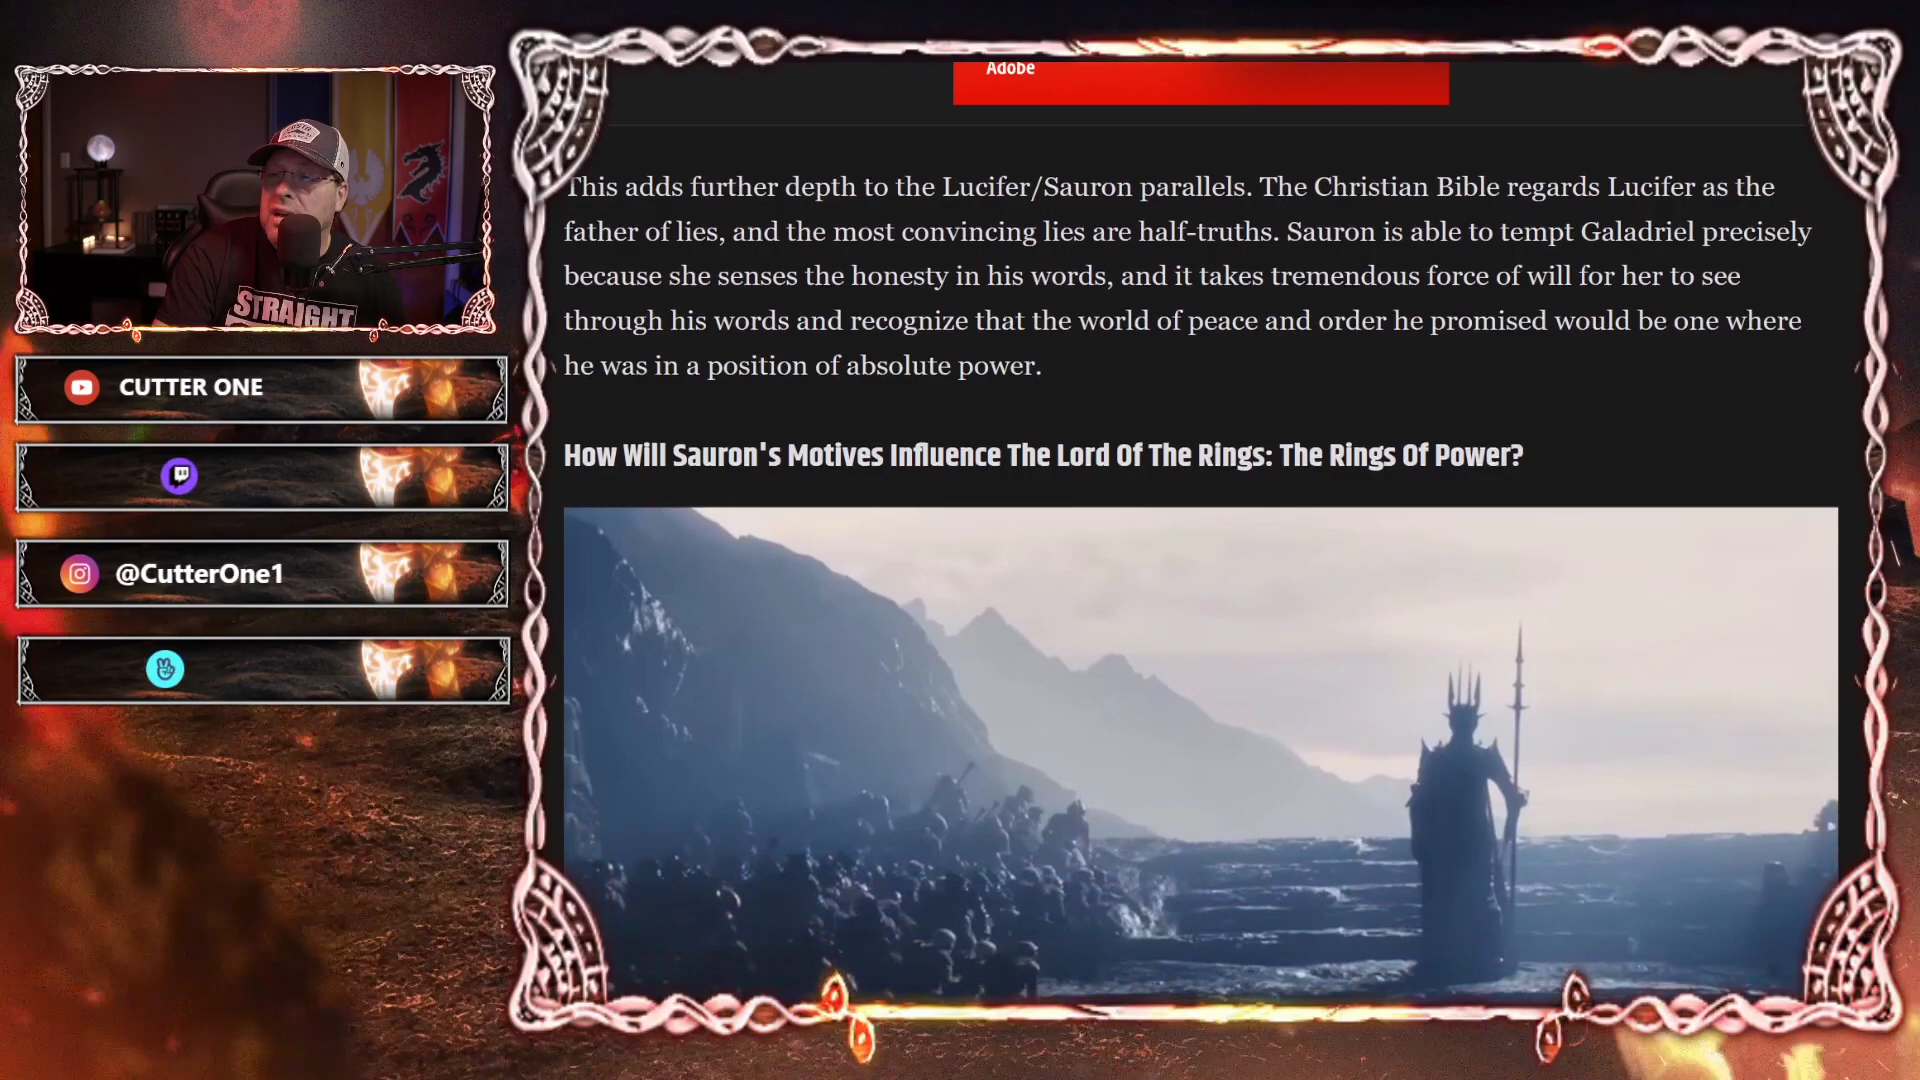 Adobe
This adds further depth to the Lucifer/Sauron parallels. The Christian Bible regards Lucifer as the
father of lies, and the most convincing lies are half-truths. Sauron is able to tempt Galadriel precisely
because she senses the honesty in his words, and it takes tremendous force of will for her to see
through his words and recognize that the world of peace and order he promised would be one where
he was in a position of absolute power.
How Will Sauron's Motives Influence The Lord Of The Rings: The Rings Of Power?
STRAIGHT
CUTTER ONE
@CutterOne1